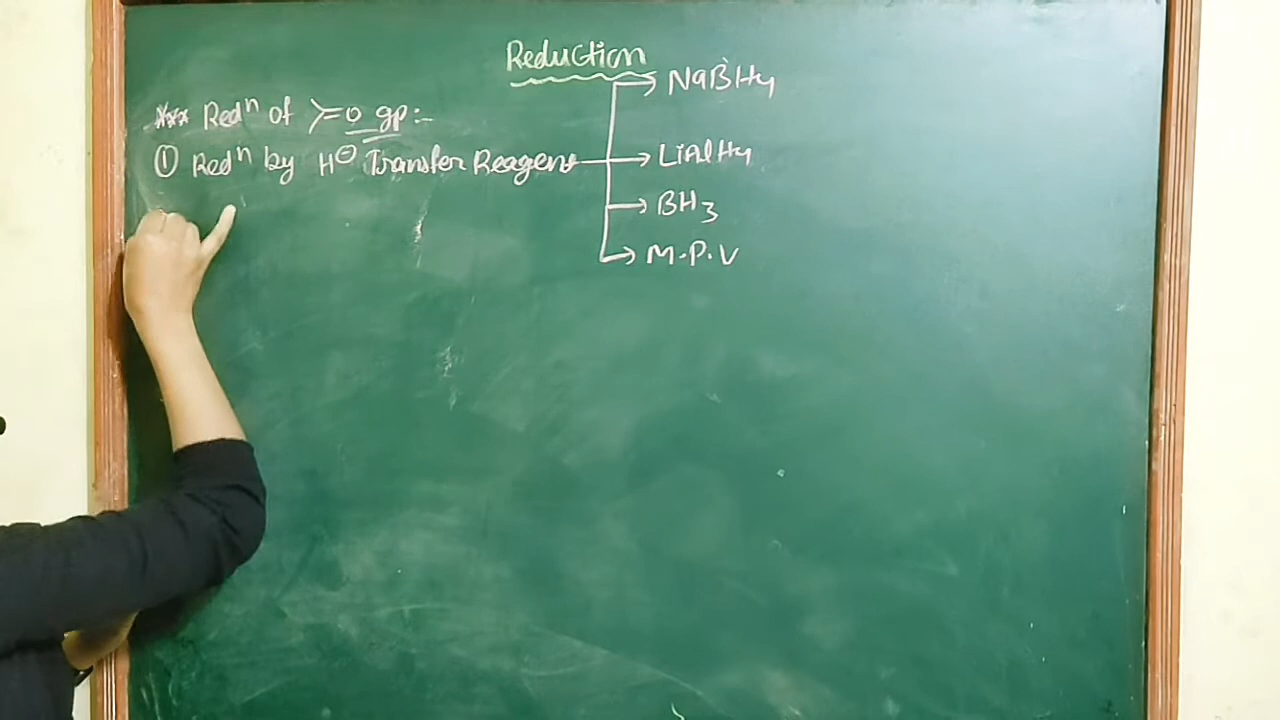 Reduction
→ NaBH4
*** Redⁿ of >=o gp:-
① Redⁿ by H⊖ Transfer Reagent → LiAlH4
→ BH3
→ M.P.V